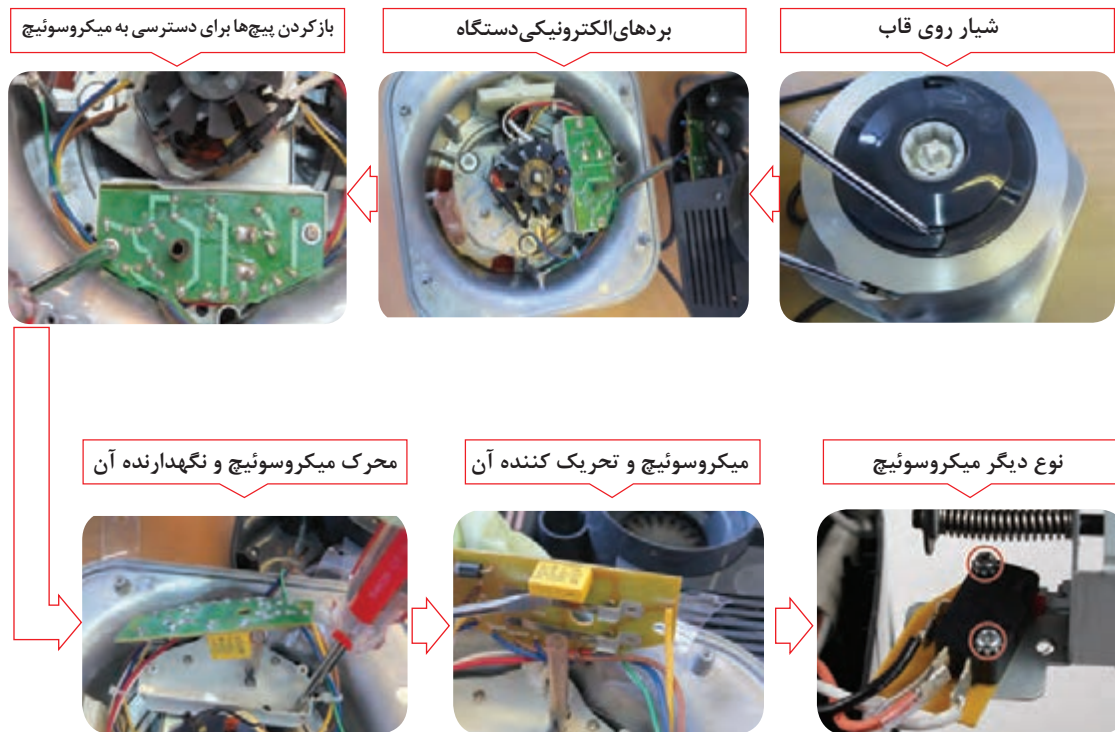 شیار روی قاب
بردهای الکترونیکی دستگاه
بازکردن پیچ‌ها برای دسترسی به میکروسوئیچ
محرک میکروسوئیچ و نگهدارنده آن
میکروسوئیچ و تحریک کننده آن
نوع دیگر میکروسوئیچ